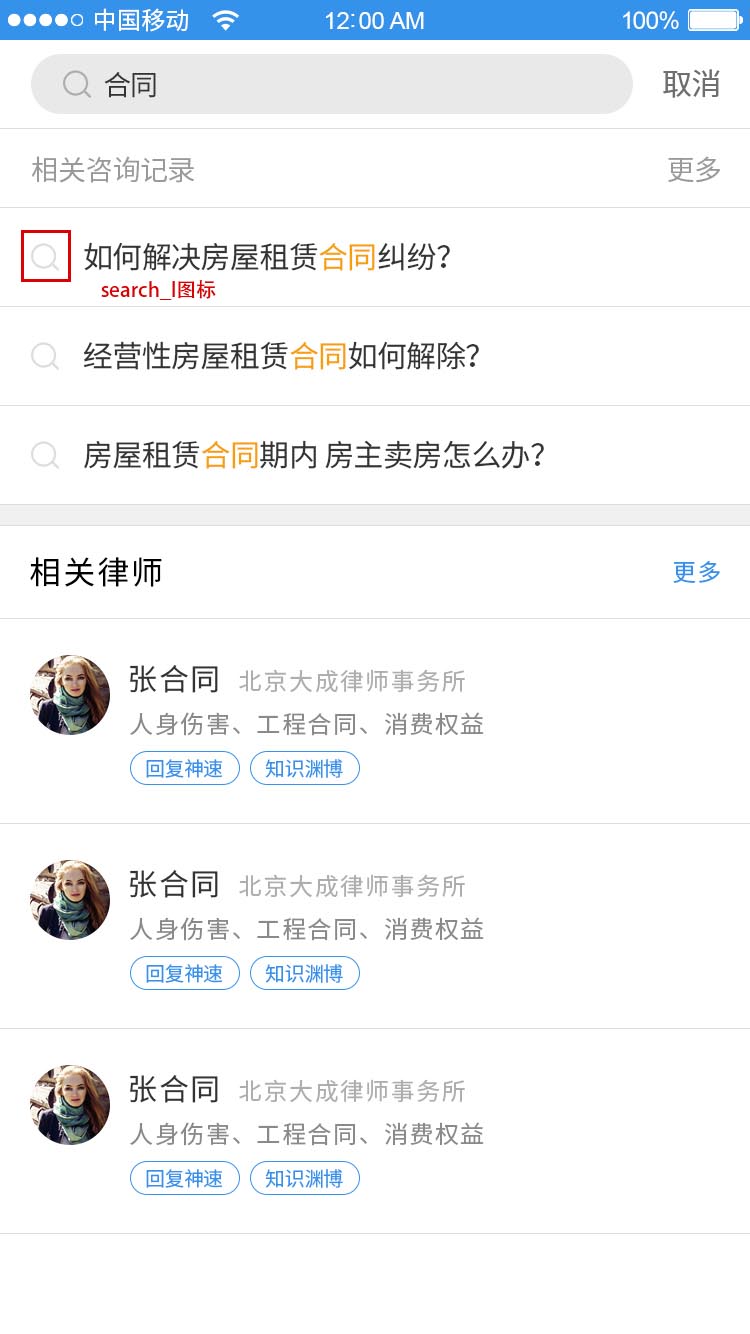 中国移动 12:00 AM 100%
合同 取消
相关咨询记录 更多
如何解决房屋租赁合同纠纷？
search_l图标
经营性房屋租赁合同如何解除？
房屋租赁合同期内 房主卖房怎么办？
相关律师 更多
张合同 北京大成律师事务所
人身伤害、工程合同、消费权益
回复神速 知识渊博
张合同 北京大成律师事务所
人身伤害、工程合同、消费权益
回复神速 知识渊博
张合同 北京大成律师事务所
人身伤害、工程合同、消费权益
回复神速 知识渊博